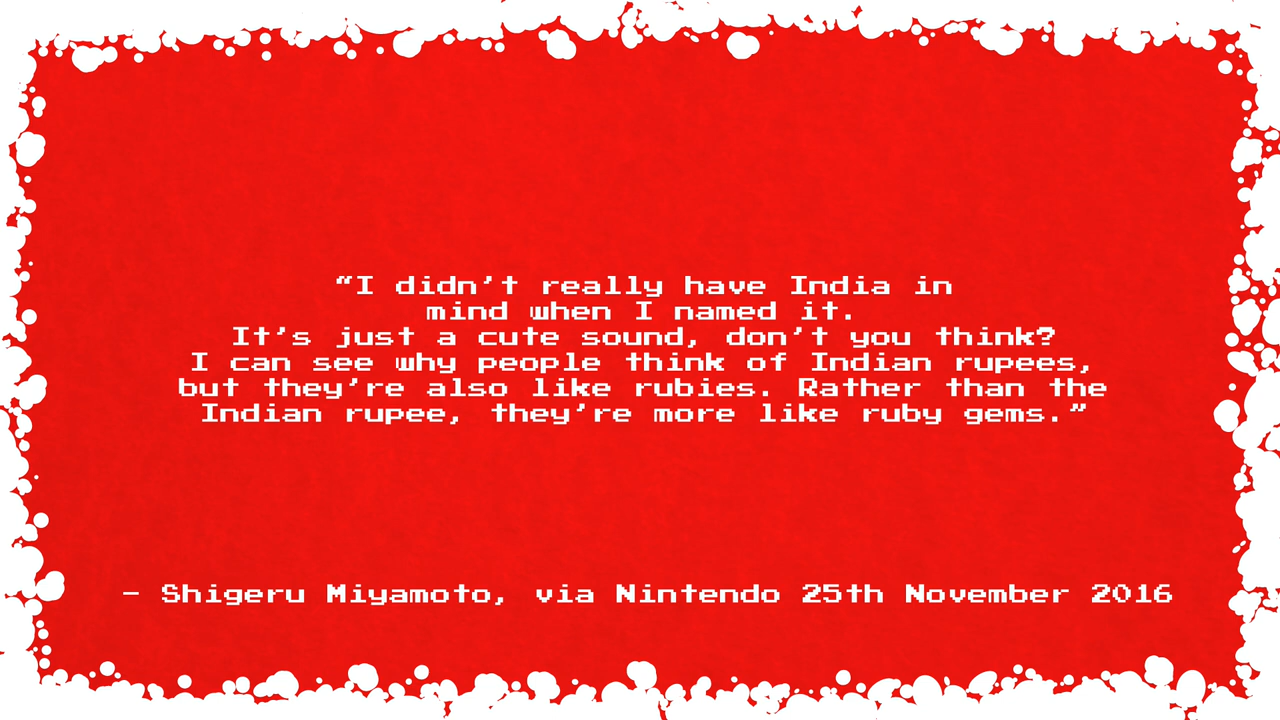 “I didn’t really have India in
mind when I named it.
It’s just a cute sound, don’t you think?
I can see why people think of Indian rupees,
but they’re also like rubies. Rather than the
Indian rupee, they’re more like ruby gems.”
– Shigeru Miyamoto, via Nintendo 25th November 2016